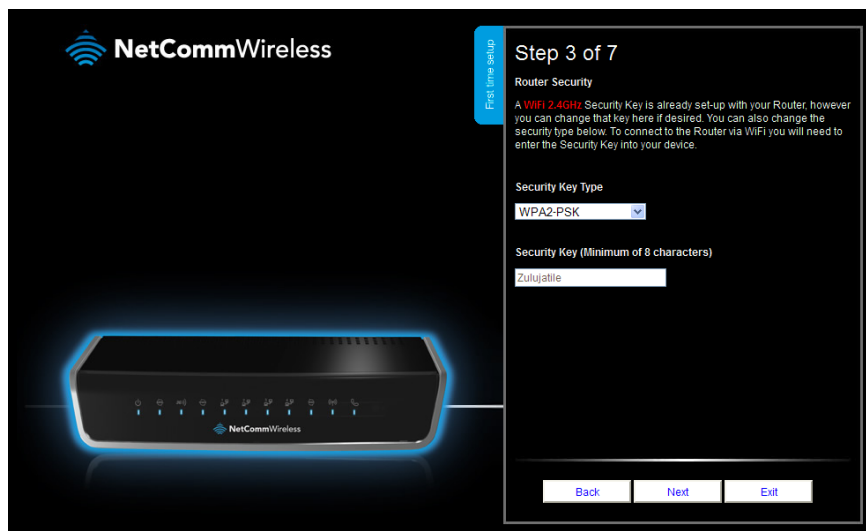 NetCommWireless
First time setup
Step 3 of 7
Router Security
A WiFi 2.4GHz Security Key is already set-up with your Router, however
you can change that key here if desired. You can also change the
security type below. To connect to the Router via WiFi you will need to
enter the Security Key into your device.
Security Key Type
WPA2-PSK
Security Key (Minimum of 8 characters)
Zulujatile
NetCommWireless
Back Next Exit